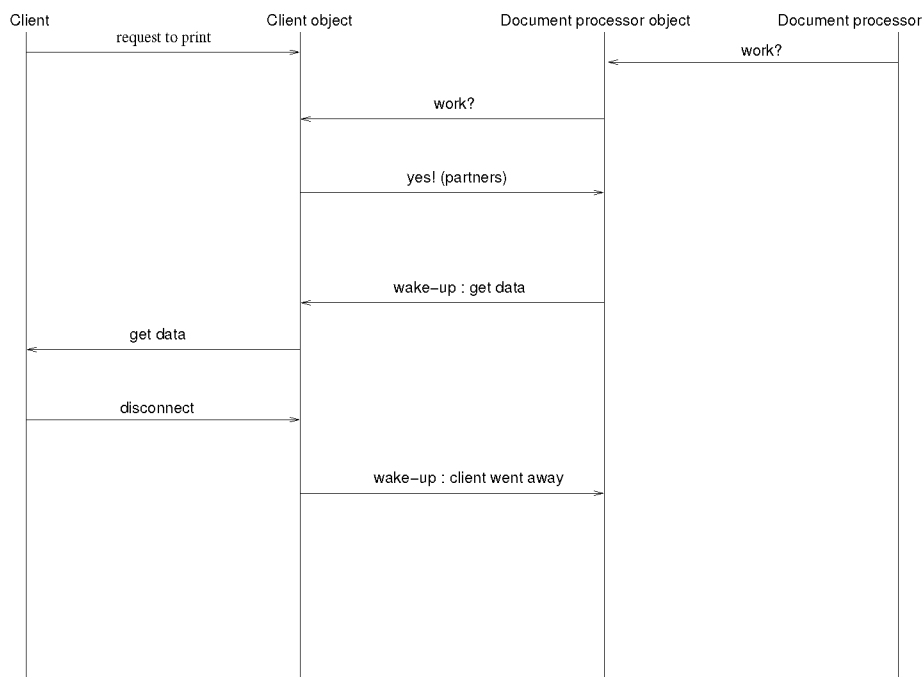 Client
Client object
Document processor object
Document processor
request to print
work?
work?
yes! (partners)
wake−up : get data
get data
disconnect
wake−up : client went away